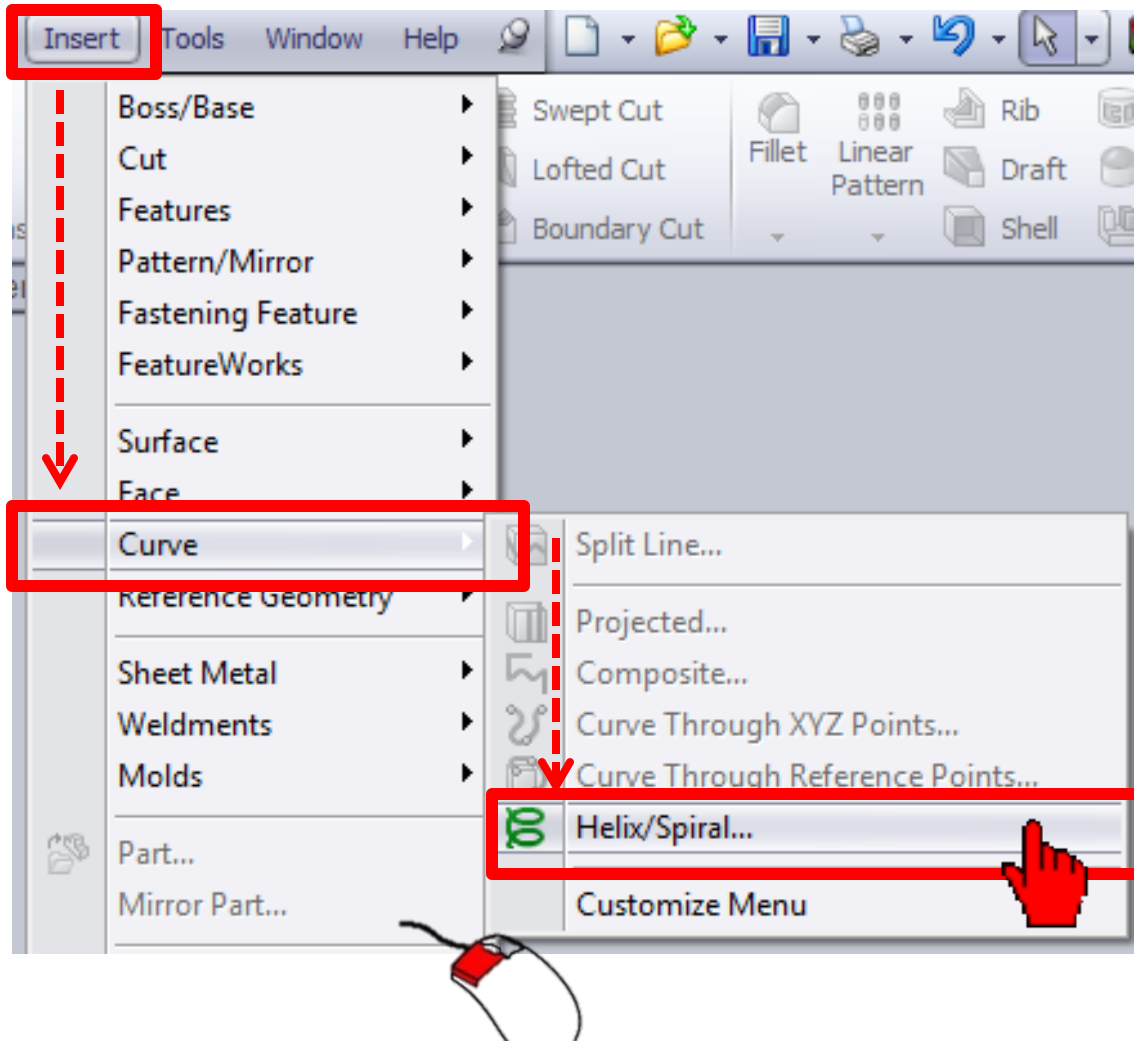 Insert Tools Window Help
Boss/Base
Cut
Features
Pattern/Mirror
Fastening Feature
FeatureWorks
Surface
Face
Curve
Reference Geometry
Sheet Metal
Weldments
Molds
Part...
Mirror Part...
Swept Cut
Lofted Cut
Boundary Cut
Fillet
Linear
Pattern
Rib
Draft
Shell
Split Line...
Projected...
Composite...
Curve Through XYZ Points...
Curve Through Reference Points...
Helix/Spiral...
Customize Menu